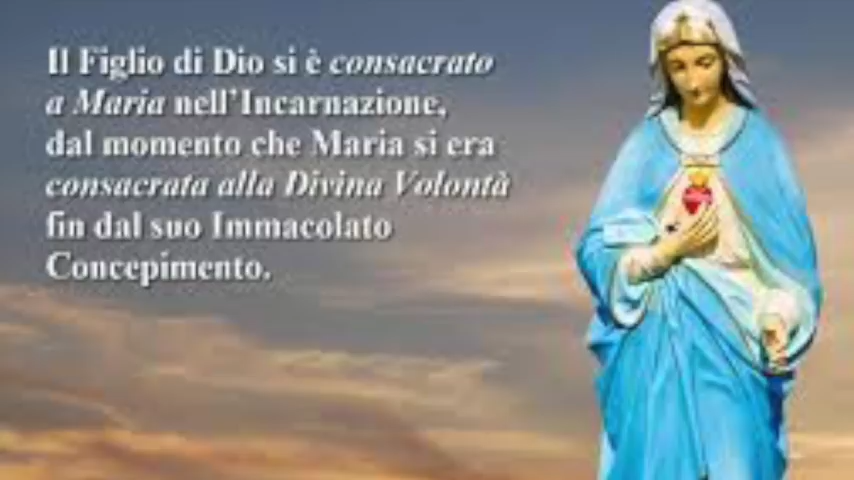 Il Figlio di Dio si è consacrato
a Maria nell'Incarnazione,
dal momento che Maria si era
consacrata alla Divina Volontà
fin dal suo Immacolato
Concepimento.